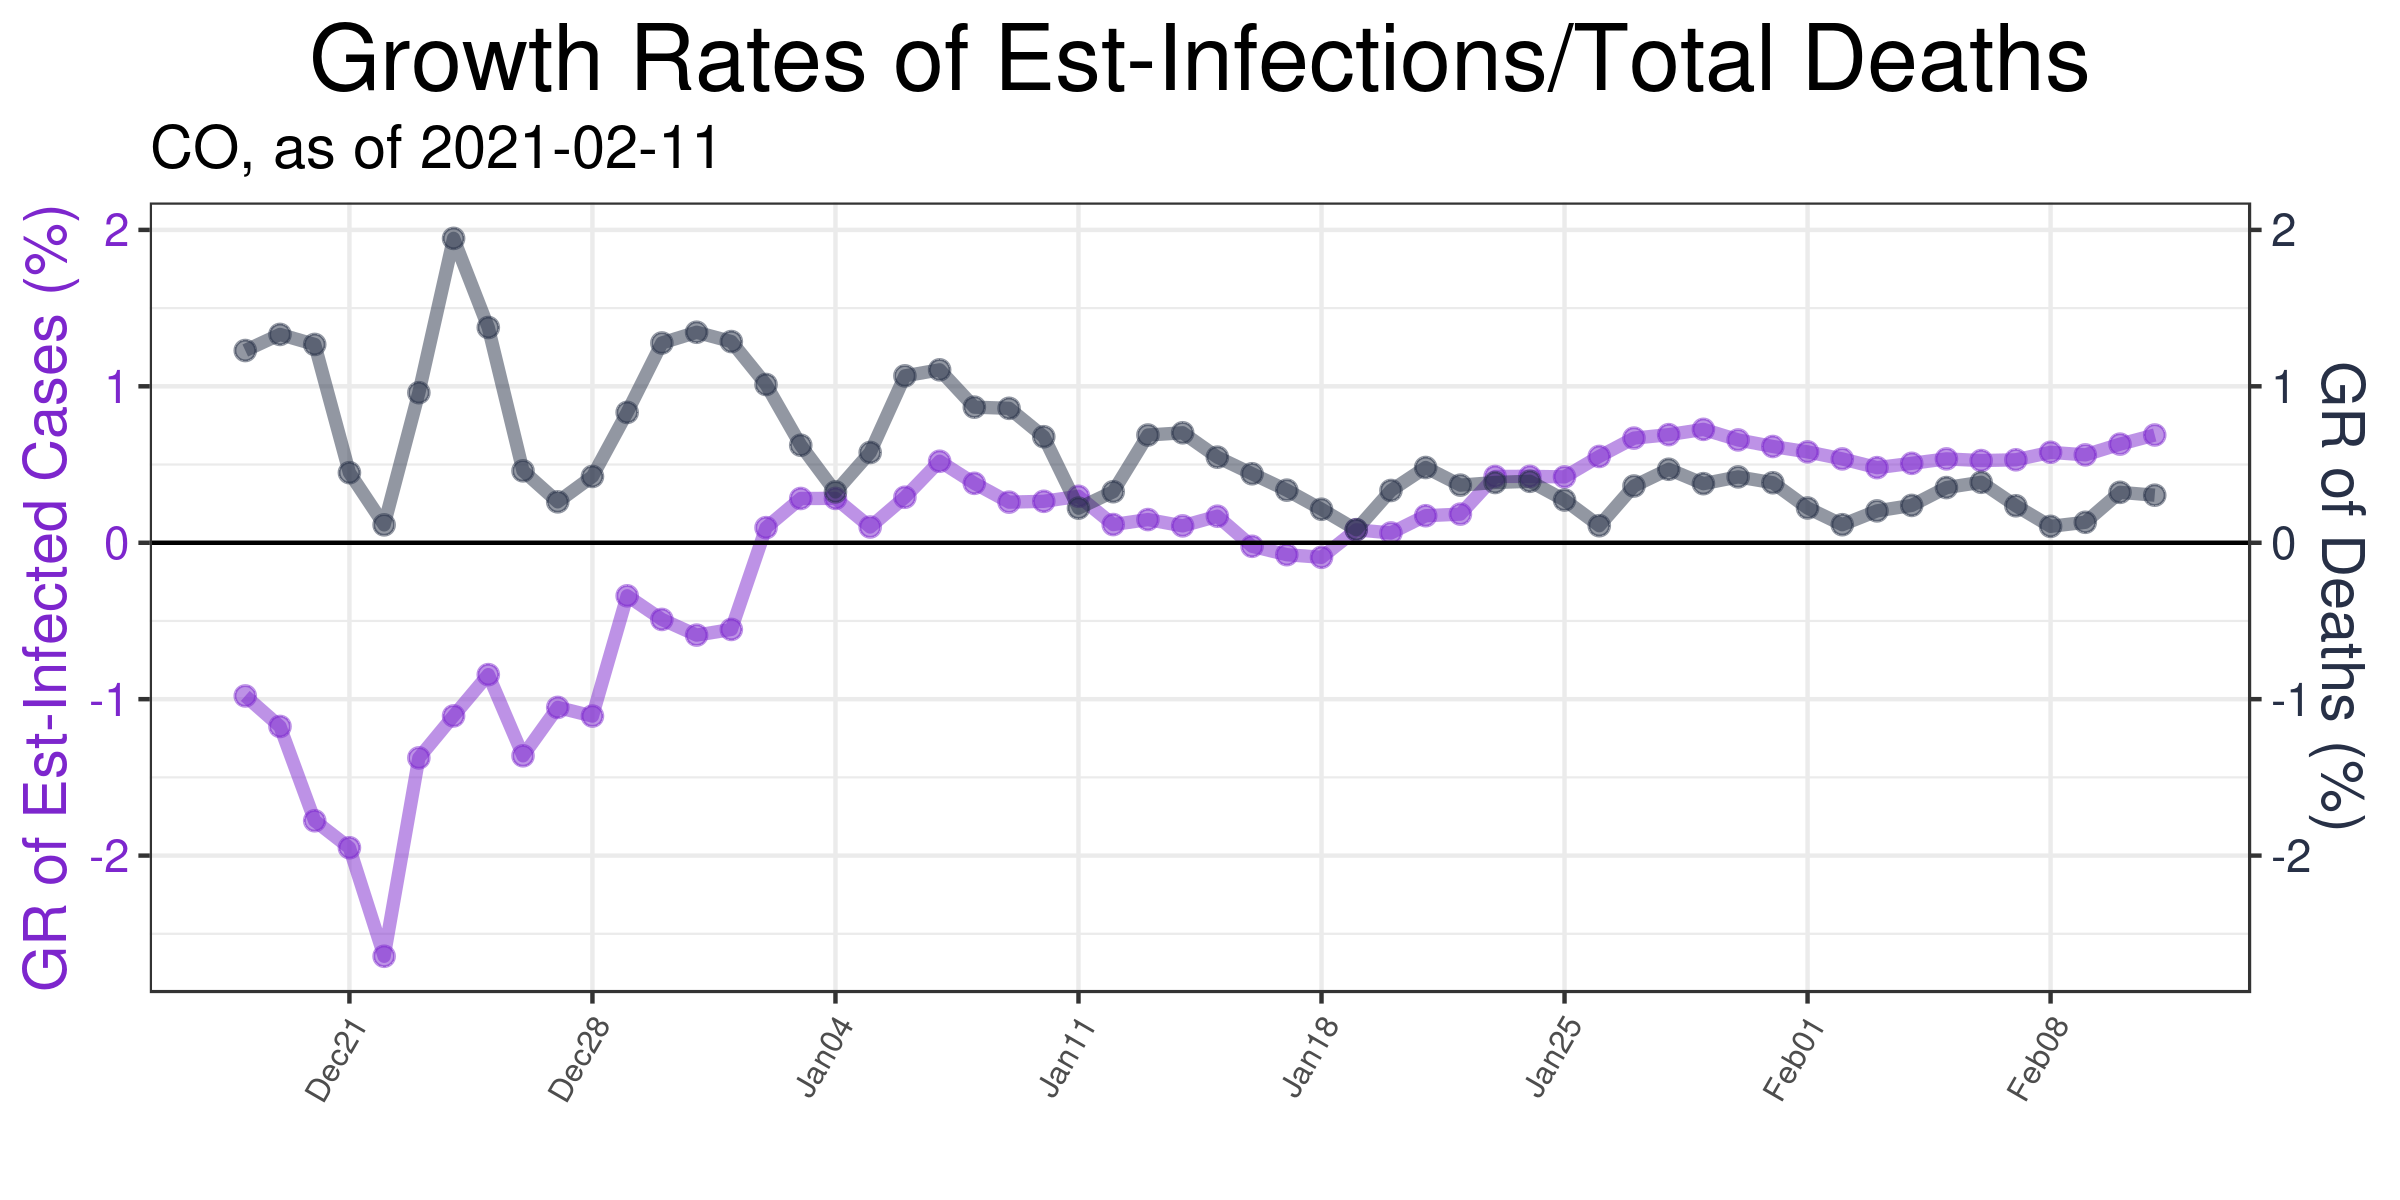 Growth Rates of Est-Infections/Total Deaths
CO, as of 2021-02-11
GR of Est-Infected Cases (%)
2
1
0
-1
-2
2
1
0
-1
-2
GR of Deaths (%)
Dec21
Dec28
Jan04
Jan11
Jan18
Jan25
Feb01
Feb08